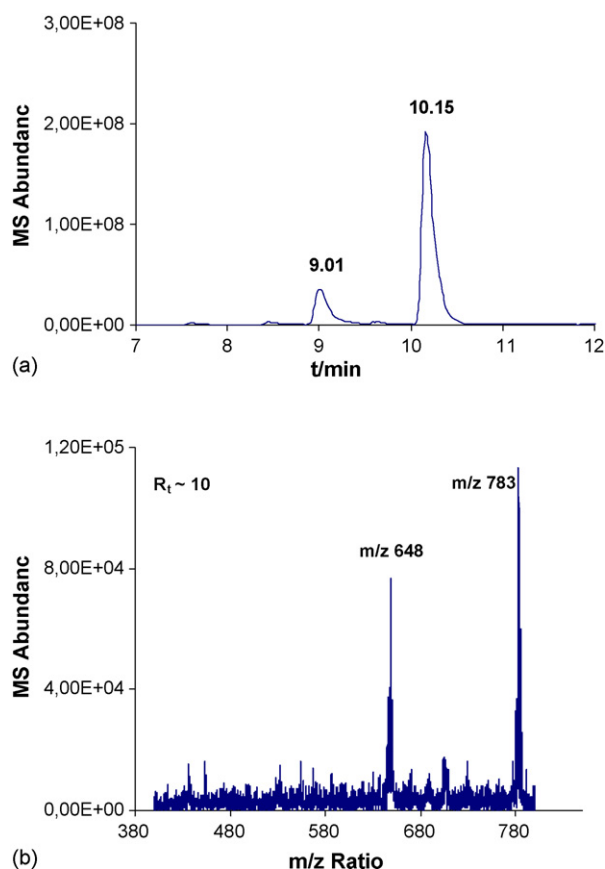 3,00E+08
10.15
2,00E+08
MS Abundanc
1,00E+08
9.01
0,00E+00
7 8 9 10 11 12
(a)
t/min
1,20E+05
R_t ~ 10
m/z 783
m/z 648
8,00E+04
MS Abundanc
4,00E+04
0,00E+00
380 480 580 680 780
(b)
m/z Ratio